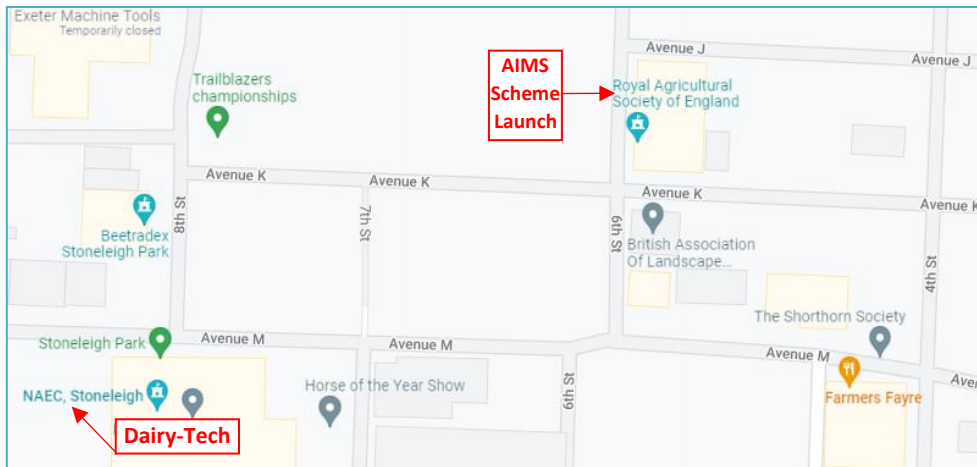 Exeter Machine Tools
Temporarily closed
Avenue J
Avenue J
AIMS
Scheme
Launch
Trailblazers
championships
Royal Agricultural
Society of England
Avenue K
Avenue K
Avenue K
Avenue K
8th St
7th St
6th St
4th St
Beetradex
Stoneleigh Park
British Association
Of Landscape...
The Shorthorn Society
Stoneleigh Park
Avenue M
Avenue M
Avenue M
Aven
NAEC, Stoneleigh
Horse of the Year Show
6th St
Farmers Fayre
Dairy-Tech